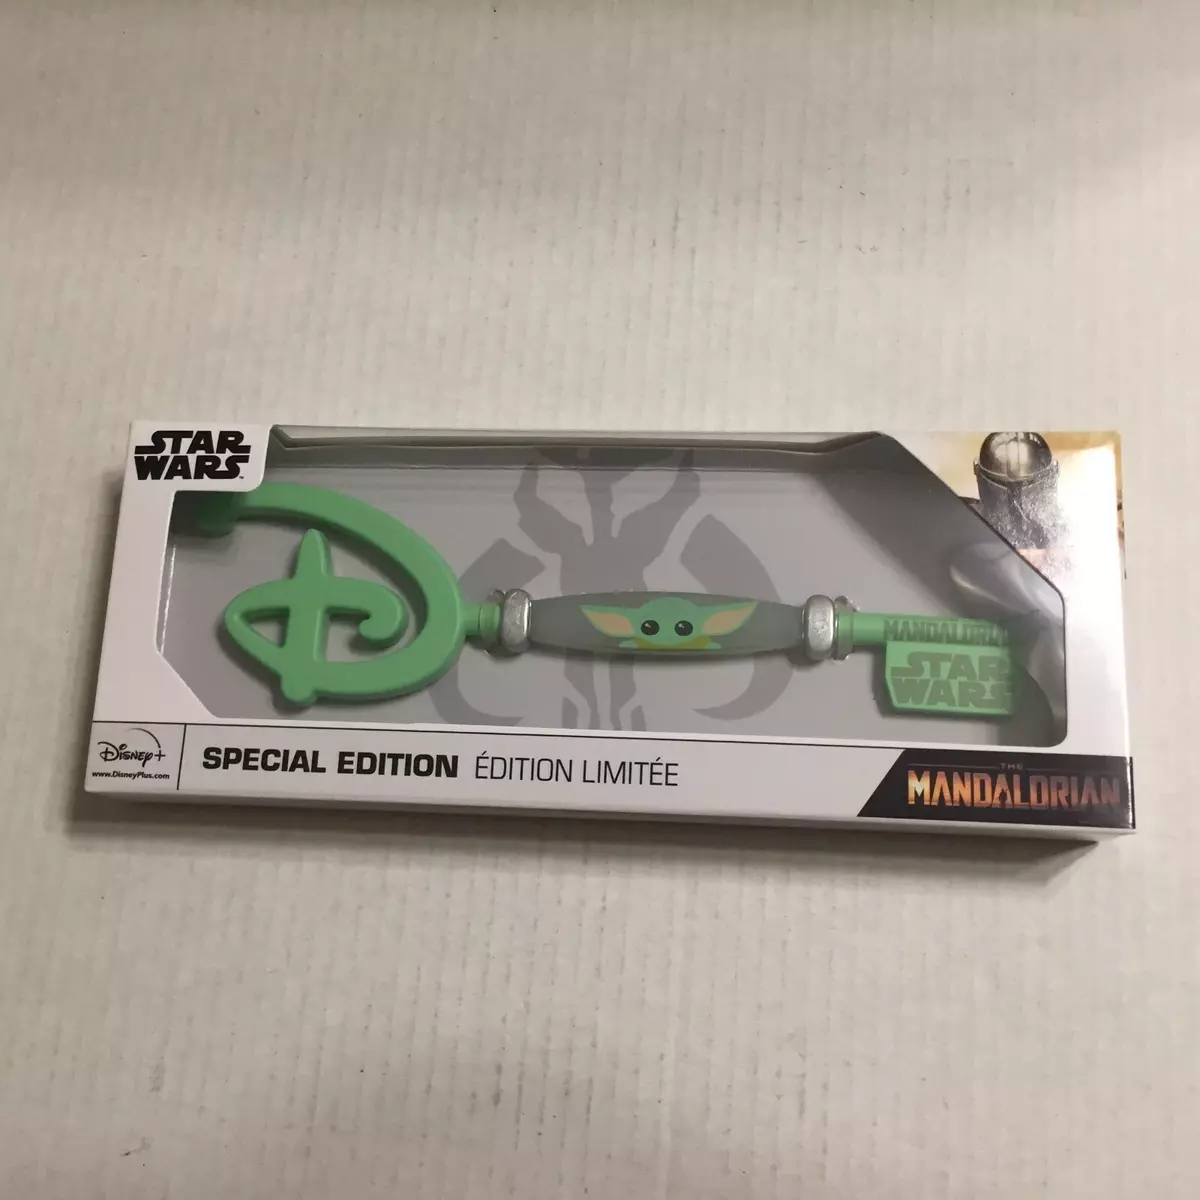 STAR
WARS
MANDALORIAN
STAR
WARS
Disney+
www.DisneyPlus.com
SPECIAL EDITION ÉDITION LIMITÉE
THE
MANDALORIAN